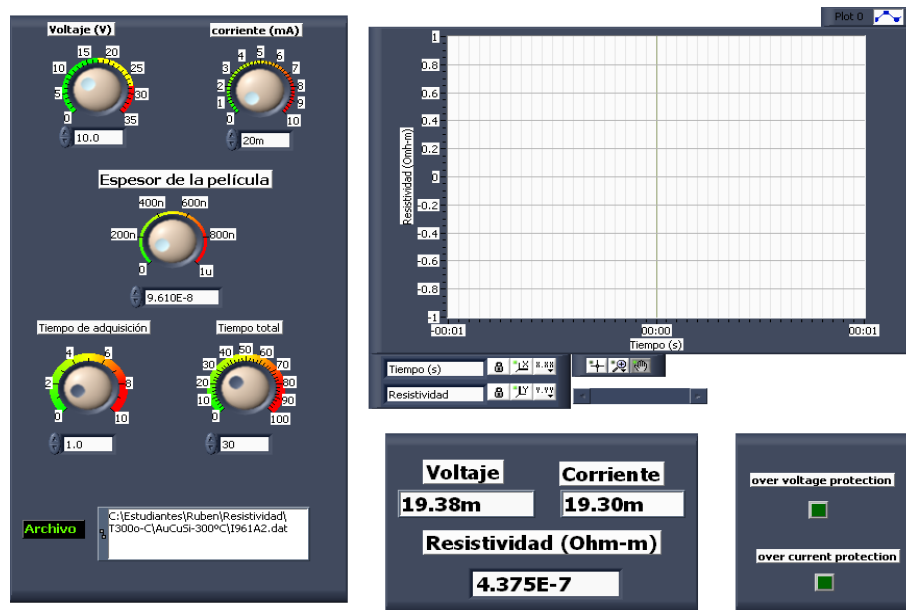 Voltaje (V)
0 5 10 15 20 25 30 35
10.0
corriente (mA)
0 1 2 3 4 5 6 7 8 9 10
20m
Espesor de la película
0 200n 400n 600n 800n 1u
9.610E-8
Tiempo de adquisición
0 2 4 6 8 10
1.0
Tiempo total
0 10 20 30 40 50 60 70 80 90 100
30
Archivo
C:\Estudiantes\Ruben\Resistividad\
T300o-C\AuCuSi-300ºC\I961A2.dat
Plot 0
Resistividad (Omh-m)
1
0.8
0.6
0.4
0.2
0
-0.2
-0.4
-0.6
-0.8
-1
-00:01 00:00 00:01
Tiempo (s)
Tiempo (s)
X X.XX
Resistividad
Y Y.YY
Voltaje
19.38m
Corriente
19.30m
Resistividad (Ohm-m)
4.375E-7
over voltage protection
over current protection